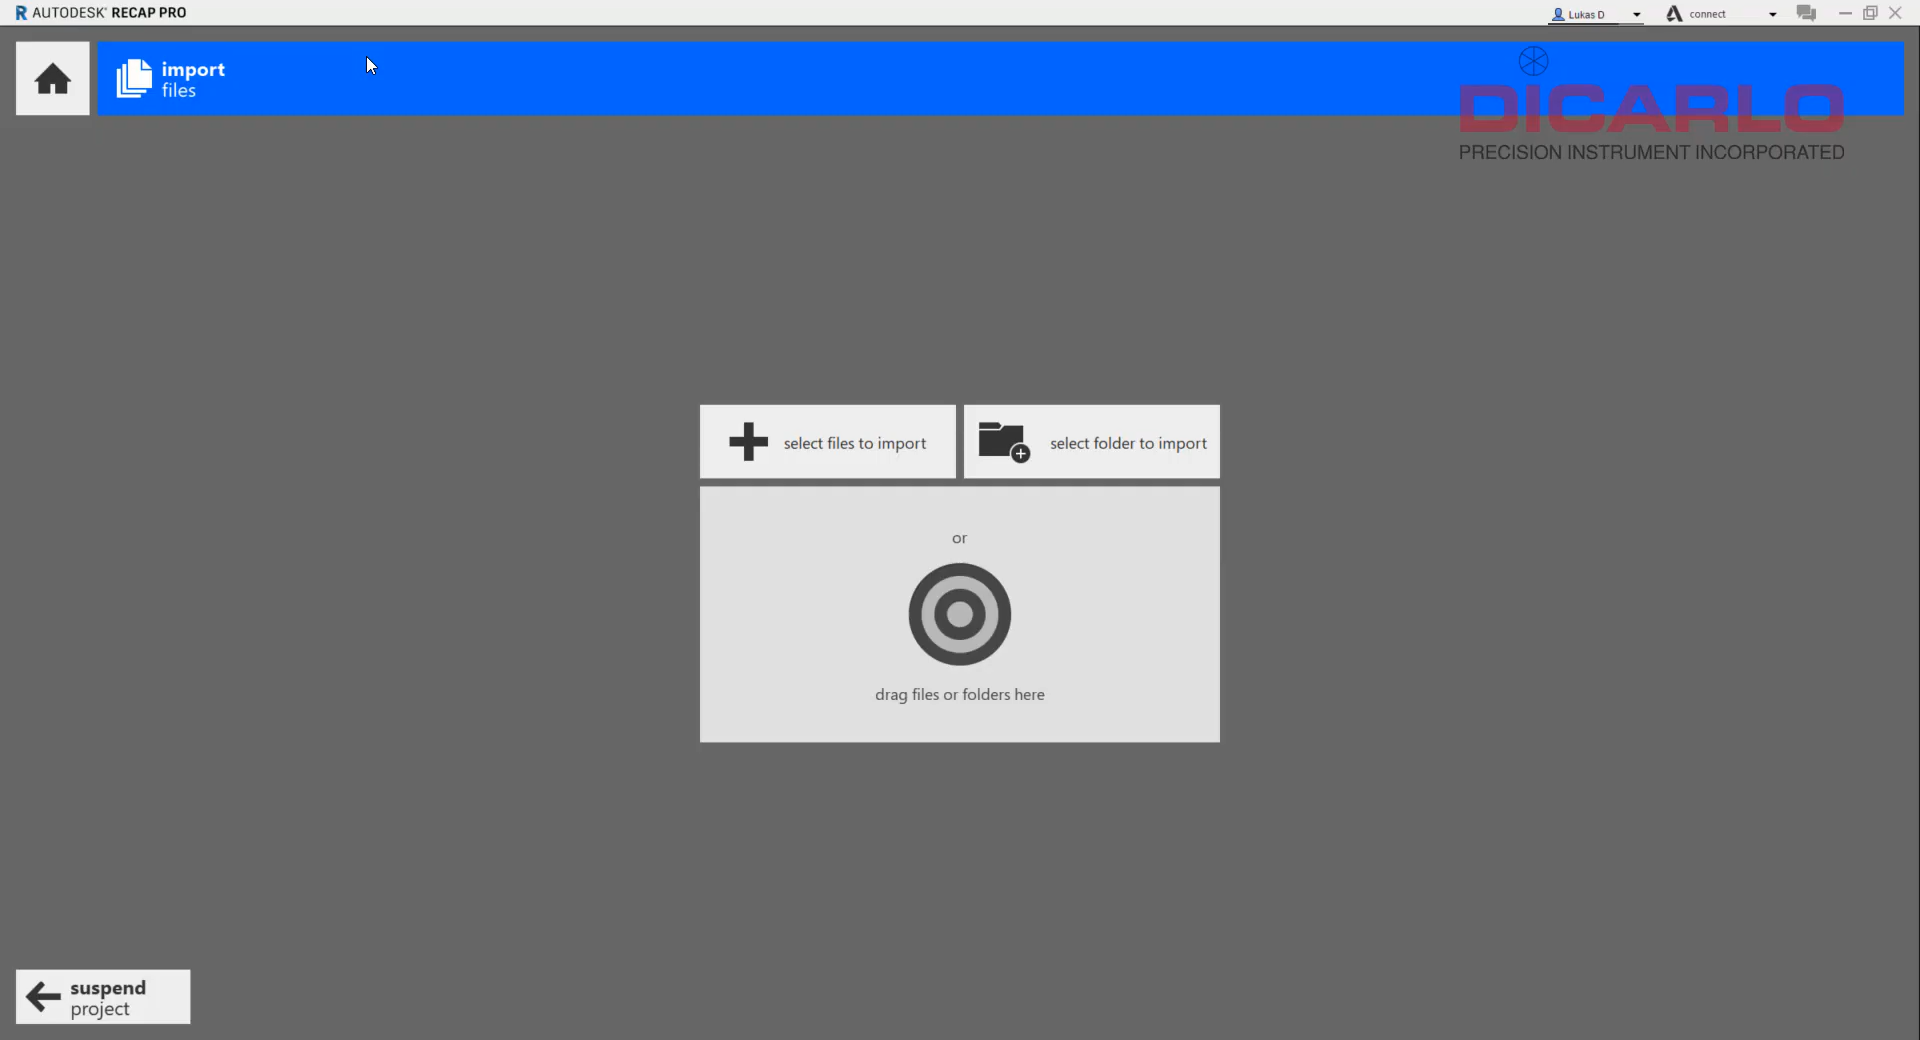 AUTODESK® RECAP PRO
Lukas D
connect
import
files
DICARLO
PRECISION INSTRUMENT INCORPORATED
select files to import
select folder to import
or
drag files or folders here
suspend
project